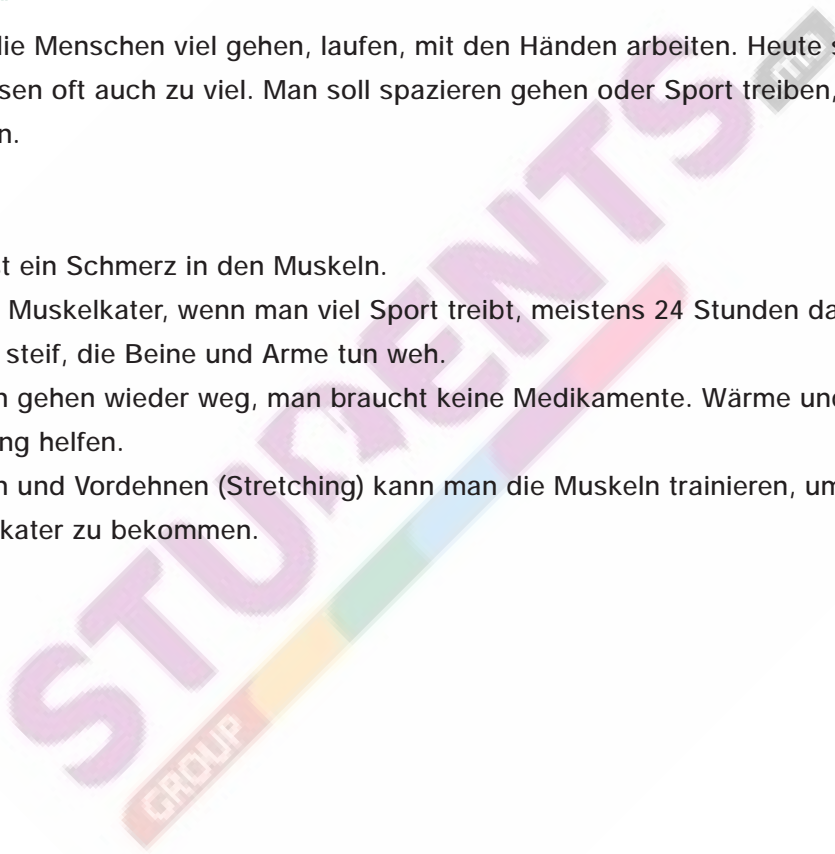 die Menschen viel gehen, laufen, mit den Händen arbeiten. Heute s
sen oft auch zu viel. Man soll spazieren gehen oder Sport treiben,
n.
t ein Schmerz in den Muskeln.
Muskelkater, wenn man viel Sport treibt, meistens 24 Stunden da
steif, die Beine und Arme tun weh.
n gehen wieder weg, man braucht keine Medikamente. Wärme und
ng helfen.
n und Vordehnen (Stretching) kann man die Muskeln trainieren, um
kater zu bekommen.
STUDENTS
GROUP